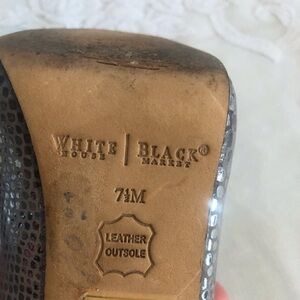 WHITE | BLACK®
HOUSE | MARKET
7½M
LEATHER
OUTSOLE